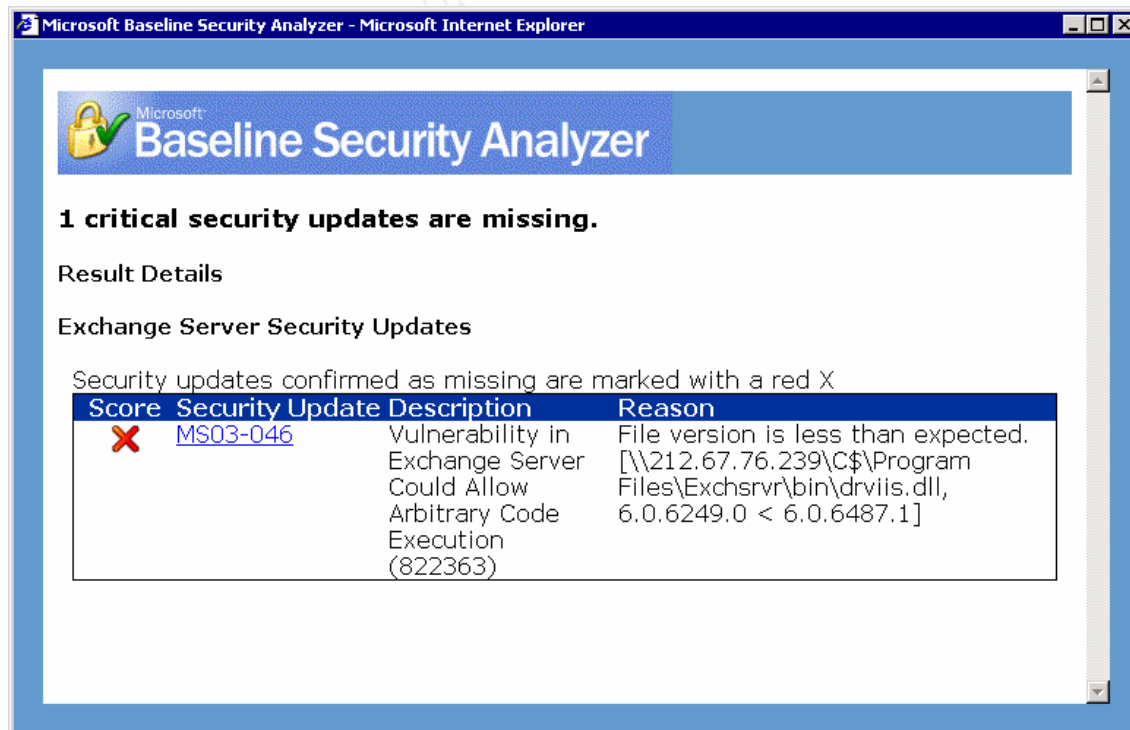 Microsoft Baseline Security Analyzer - Microsoft Internet Explorer
Microsoft
Baseline Security Analyzer
1 critical security updates are missing.
Result Details
Exchange Server Security Updates
Security updates confirmed as missing are marked with a red X
Score Security Update Description Reason
MS03-046 Vulnerability in File version is less than expected.
Exchange Server [\\212.67.76.239\C$\Program
Could Allow Files\Exchsrvr\bin\drviis.dll,
Arbitrary Code 6.0.6249.0 < 6.0.6487.1]
Execution
(822363)